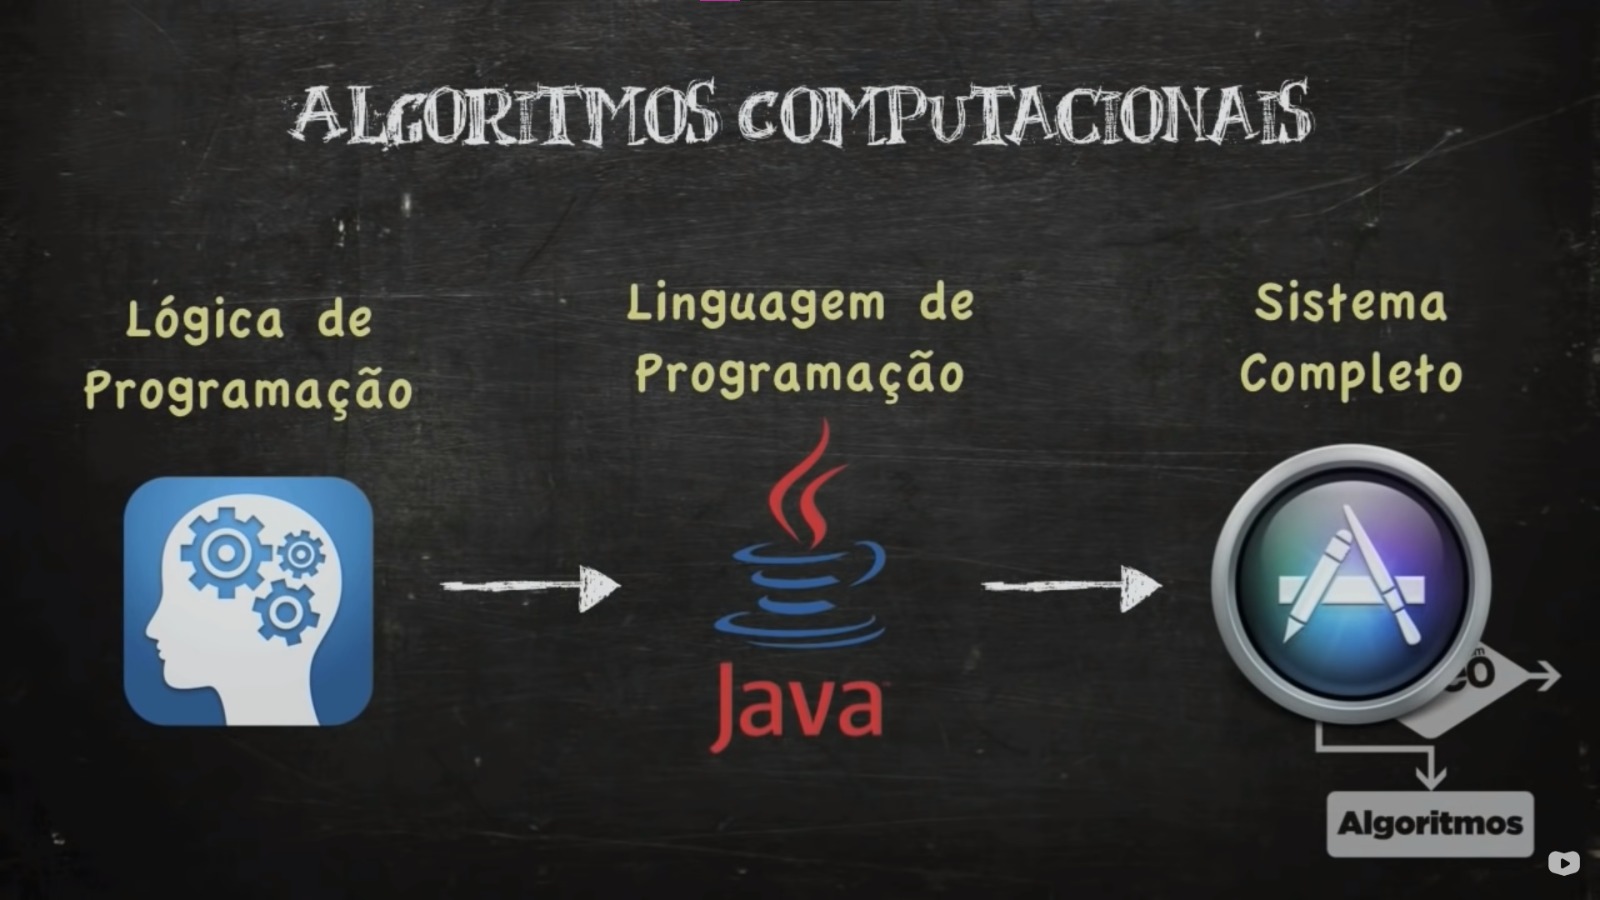 ALGORITMOS COMPUTACIONAIS
Lógica de
Programação
Linguagem de
Programação
Sistema
Completo
Java
Algoritmos